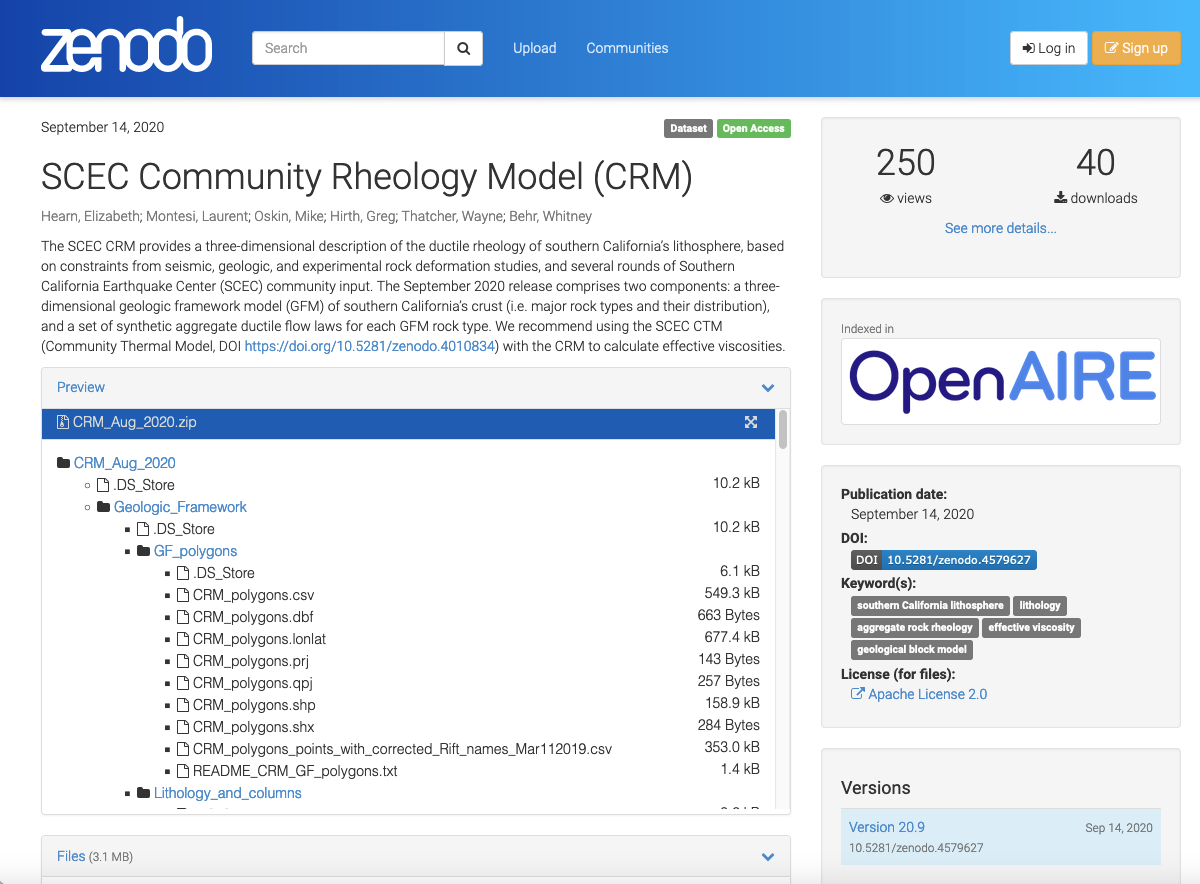 zenodo
Search
Upload
Communities
Log in
Sign up
September 14, 2020
Dataset
Open Access
SCEC Community Rheology Model (CRM)
Hearn, Elizabeth; Montesi, Laurent; Oskin, Mike; Hirth, Greg; Thatcher, Wayne; Behr, Whitney
The SCEC CRM provides a three-dimensional description of the ductile rheology of southern California's lithosphere, based
on constraints from seismic, geologic, and experimental rock deformation studies, and several rounds of Southern
California Earthquake Center (SCEC) community input. The September 2020 release comprises two components: a three-
dimensional geologic framework model (GFM) of southern California's crust (i.e. major rock types and their distribution),
and a set of synthetic aggregate ductile flow laws for each GFM rock type. We recommend using the SCEC CTM
(Community Thermal Model, DOI https://doi.org/10.5281/zenodo.4010834) with the CRM to calculate effective viscosities.
Preview
CRM_Aug_2020.zip
CRM_Aug_2020
.DS_Store 10.2 kB
Geologic_Framework
.DS_Store 10.2 kB
GF_polygons
.DS_Store 6.1 kB
CRM_polygons.csv 549.3 kB
CRM_polygons.dbf 663 Bytes
CRM_polygons.lonlat 677.4 kB
CRM_polygons.prj 143 Bytes
CRM_polygons.qpj 257 Bytes
CRM_polygons.shp 158.9 kB
CRM_polygons.shx 284 Bytes
CRM_polygons_points_with_corrected_Rift_names_Mar112019.csv 353.0 kB
README_CRM_GF_polygons.txt 1.4 kB
Lithology_and_columns
Files (3.1 MB)
250
views
40
downloads
See more details...
Indexed in
OpenAIRE
Publication date:
September 14, 2020
DOI:
DOI 10.5281/zenodo.4579627
Keyword(s):
southern California lithosphere
lithology
aggregate rock rheology
effective viscosity
geological block model
License (for files):
Apache License 2.0
Versions
Version 20.9 Sep 14, 2020
10.5281/zenodo.4579627